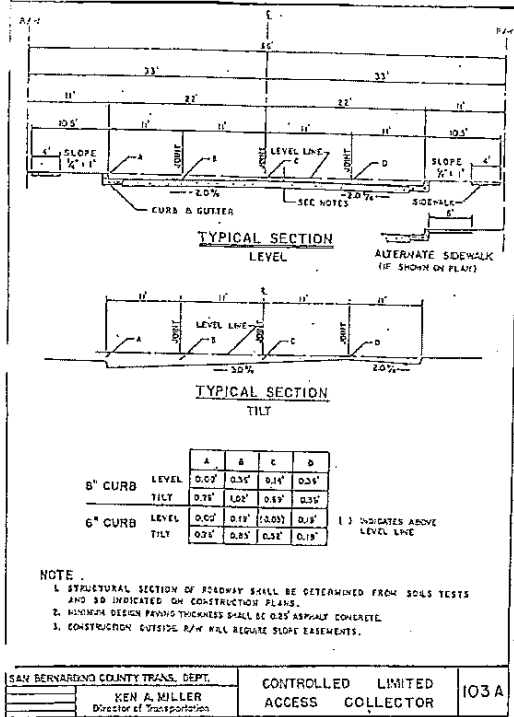 R/W
R/W
66'
33' 33'
11' 22' 22' 11'
10.5' 11' 11' 11' 11' 10.5'
4' SLOPE 1/4":1' A JOINT B JOINT LEVEL LINE C JOINT D SLOPE 1/4":1' 4'
2.0% 2.0%
CURB & GUTTER SEE NOTES SIDEWALK
6'
TYPICAL SECTION
LEVEL
ALTERNATE SIDEWALK
(IF SHOWN ON PLAN)
11' 11' 11' 11'
A JOINT B LEVEL LINE JOINT C JOINT D
3.0% 2.0%
TYPICAL SECTION
TILT
A B C D
8" CURB LEVEL 0.00' 0.35' 0.14' 0.35'
TILT 0.79' 1.02' 0.69' 0.35'
6" CURB LEVEL 0.00' 0.19' (0.03) 0.19'
TILT 0.85' 0.52' 0.19'
( ) INDICATES ABOVE
LEVEL LINE
NOTE
1. STRUCTURAL SECTION OF ROADWAY SHALL BE DETERMINED FROM SOILS TESTS
AND SO INDICATED ON CONSTRUCTION PLANS.
2. MINIMUM DESIGN PAVING THICKNESS SHALL BE 0.25' ASPHALT CONCRETE.
3. CONSTRUCTION OUTSIDE R/W WILL REQUIRE SLOPE EASEMENTS.
SAN BERNARDINO COUNTY TRANS. DEPT.
KEN A. MILLER
Director of Transportation
CONTROLLED LIMITED
ACCESS COLLECTOR
103 A